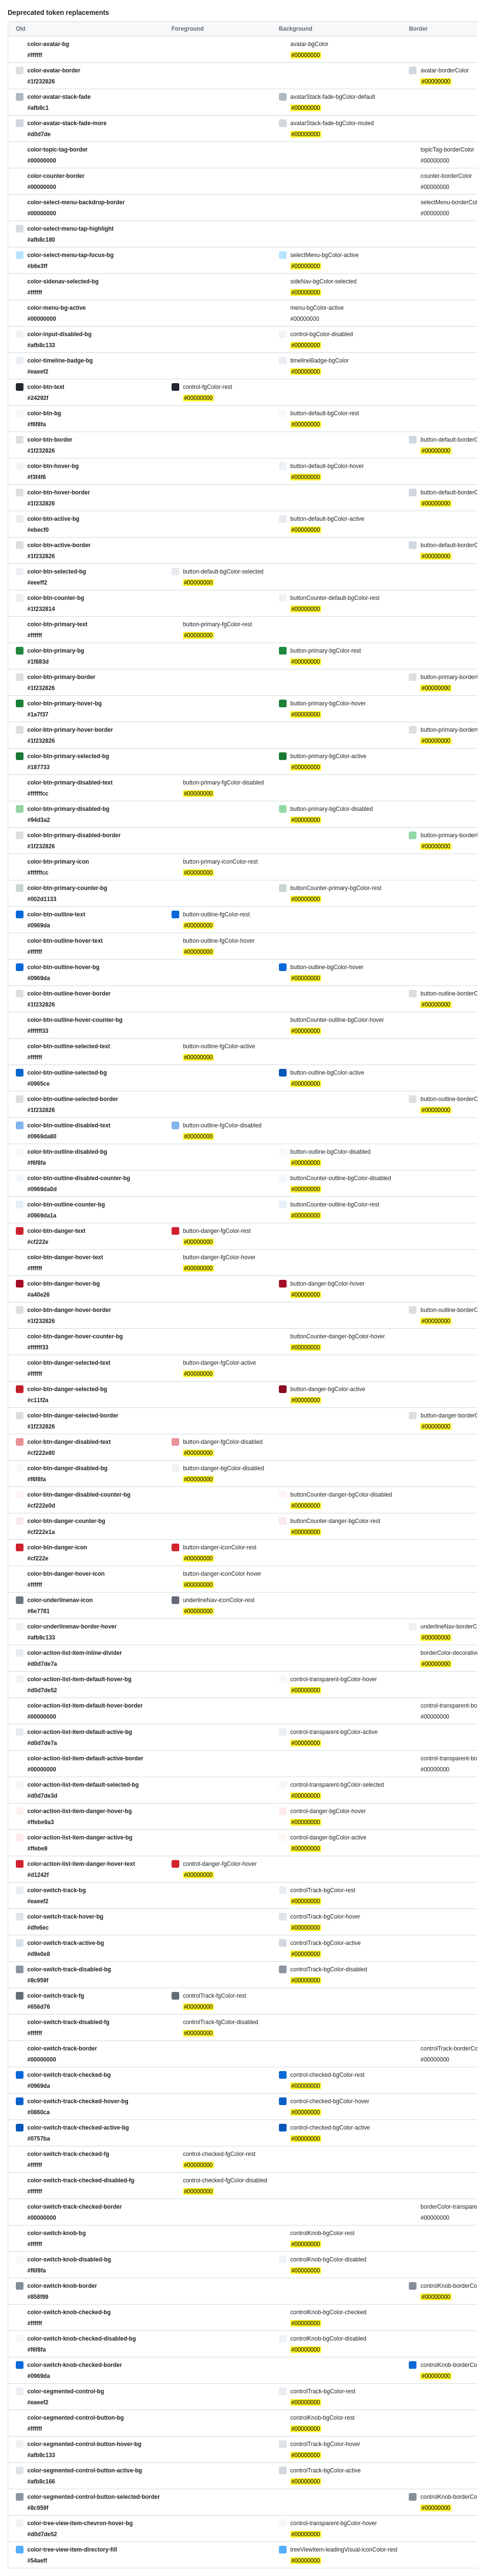 Deprecated token replacements
Old Foreground Background Border
color-avatar-bg avatar-bgColor
#ffffff #00000000
color-avatar-border avatar-borderColor
#1f232826 #00000000
color-avatar-stack-fade avatarStack-fade-bgColor-default
#afb8c1 #00000000
color-avatar-stack-fade-more avatarStack-fade-bgColor-muted
#d0d7de #00000000
color-topic-tag-border topicTag-borderColor
#00000000 #00000000
color-counter-border counter-borderColor
#00000000 #00000000
color-select-menu-backdrop-border selectMenu-borderCol
#00000000 #00000000
color-select-menu-tap-highlight
#afb8c180
color-select-menu-tap-focus-bg selectMenu-bgColor-active
#b6e3ff #00000000
color-sidenav-selected-bg sideNav-bgColor-selected
#ffffff #00000000
color-menu-bg-active menu-bgColor-active
#00000000 #00000000
color-input-disabled-bg control-bgColor-disabled
#afb8c133 #00000000
color-timeline-badge-bg timelineBadge-bgColor
#eaeef2 #00000000
color-btn-text control-fgColor-rest
#24292f #00000000
color-btn-bg button-default-bgColor-rest
#f6f8fa #00000000
color-btn-border button-default-borderC
#1f232826 #00000000
color-btn-hover-bg button-default-bgColor-hover
#f3f4f6 #00000000
color-btn-hover-border button-default-borderC
#1f232826 #00000000
color-btn-active-bg button-default-bgColor-active
#ebecf0 #00000000
color-btn-active-border button-default-borderC
#1f232826 #00000000
color-btn-selected-bg button-default-bgColor-selected
#eeeff2 #00000000
color-btn-counter-bg buttonCounter-default-bgColor-rest
#1f232814 #00000000
color-btn-primary-text button-primary-fgColor-rest
#ffffff #00000000
color-btn-primary-bg button-primary-bgColor-rest
#1f883d #00000000
color-btn-primary-border button-primary-border
#1f232826 #00000000
color-btn-primary-hover-bg button-primary-bgColor-hover
#1a7f37 #00000000
color-btn-primary-hover-border button-primary-border
#1f232826 #00000000
color-btn-primary-selected-bg button-primary-bgColor-active
#187733 #00000000
color-btn-primary-disabled-text button-primary-fgColor-disabled
#ffffffcc #00000000
color-btn-primary-disabled-bg button-primary-bgColor-disabled
#94d3a2 #00000000
color-btn-primary-disabled-border button-primary-border
#1f232826 #00000000
color-btn-primary-icon button-primary-iconColor-rest
#ffffffcc #00000000
color-btn-primary-counter-bg buttonCounter-primary-bgColor-rest
#002d1133 #00000000
color-btn-outline-text button-outline-fgColor-rest
#0969da #00000000
color-btn-outline-hover-text button-outline-fgColor-hover
#ffffff #00000000
color-btn-outline-hover-bg button-outline-bgColor-hover
#0969da #00000000
color-btn-outline-hover-border button-outline-borderC
#1f232826 #00000000
color-btn-outline-hover-counter-bg buttonCounter-outline-bgColor-hover
#ffffff33 #00000000
color-btn-outline-selected-text button-outline-fgColor-active
#ffffff #00000000
color-btn-outline-selected-bg button-outline-bgColor-active
#0965ce #00000000
color-btn-outline-selected-border button-outline-borderC
#1f232826 #00000000
color-btn-outline-disabled-text button-outline-fgColor-disabled
#0969da80 #00000000
color-btn-outline-disabled-bg button-outline-bgColor-disabled
#f6f8fa #00000000
color-btn-outline-disabled-counter-bg buttonCounter-outline-bgColor-disabled
#0969da0d #00000000
color-btn-outline-counter-bg buttonCounter-outline-bgColor-rest
#0969da1a #00000000
color-btn-danger-text button-danger-fgColor-rest
#cf222e #00000000
color-btn-danger-hover-text button-danger-fgColor-hover
#ffffff #00000000
color-btn-danger-hover-bg button-danger-bgColor-hover
#a40e26 #00000000
color-btn-danger-hover-border button-outline-borderC
#1f232826 #00000000
color-btn-danger-hover-counter-bg buttonCounter-danger-bgColor-hover
#ffffff33 #00000000
color-btn-danger-selected-text button-danger-fgColor-active
#ffffff #00000000
color-btn-danger-selected-bg button-danger-bgColor-active
#c11f2a #00000000
color-btn-danger-selected-border button-danger-borderC
#1f232826 #00000000
color-btn-danger-disabled-text button-danger-fgColor-disabled
#cf222e80 #00000000
color-btn-danger-disabled-bg button-danger-bgColor-disabled
#f6f8fa #00000000
color-btn-danger-disabled-counter-bg buttonCounter-danger-bgColor-disabled
#cf222e0d #00000000
color-btn-danger-counter-bg buttonCounter-danger-bgColor-rest
#cf222e1a #00000000
color-btn-danger-icon button-danger-iconColor-rest
#cf222e #00000000
color-btn-danger-hover-icon button-danger-iconColor-hover
#ffffff #00000000
color-underlinenav-icon underlineNav-iconColor-rest
#6e7781 #00000000
color-underlinenav-border-hover underlineNav-borderC
#afb8c133 #00000000
color-action-list-item-inline-divider borderColor-decorative
#d0d7de7a #00000000
color-action-list-item-default-hover-bg control-transparent-bgColor-hover
#d0d7de52 #00000000
color-action-list-item-default-hover-border control-transparent-bo
#00000000 #00000000
color-action-list-item-default-active-bg control-transparent-bgColor-active
#d0d7de7a #00000000
color-action-list-item-default-active-border control-transparent-bo
#00000000 #00000000
color-action-list-item-default-selected-bg control-transparent-bgColor-selected
#d0d7de3d #00000000
color-action-list-item-danger-hover-bg control-danger-bgColor-hover
#ffebe9a3 #00000000
color-action-list-item-danger-active-bg control-danger-bgColor-active
#ffebe9 #00000000
color-action-list-item-danger-hover-text control-danger-fgColor-hover
#d1242f #00000000
color-switch-track-bg controlTrack-bgColor-rest
#eaeef2 #00000000
color-switch-track-hover-bg controlTrack-bgColor-hover
#dfe6ec #00000000
color-switch-track-active-bg controlTrack-bgColor-active
#d9e0e8 #00000000
color-switch-track-disabled-bg controlTrack-bgColor-disabled
#8c959f #00000000
color-switch-track-fg controlTrack-fgColor-rest
#656d76 #00000000
color-switch-track-disabled-fg controlTrack-fgColor-disabled
#ffffff #00000000
color-switch-track-border controlTrack-borderCo
#00000000 #00000000
color-switch-track-checked-bg control-checked-bgColor-rest
#0969da #00000000
color-switch-track-checked-hover-bg control-checked-bgColor-hover
#0860ca #00000000
color-switch-track-checked-active-bg control-checked-bgColor-active
#0757ba #00000000
color-switch-track-checked-fg control-checked-fgColor-rest
#ffffff #00000000
color-switch-track-checked-disabled-fg control-checked-fgColor-disabled
#ffffff #00000000
color-switch-track-checked-border borderColor-transpare
#00000000 #00000000
color-switch-knob-bg controlKnob-bgColor-rest
#ffffff #00000000
color-switch-knob-disabled-bg controlKnob-bgColor-disabled
#f6f8fa #00000000
color-switch-knob-border controlKnob-borderCo
#858f99 #00000000
color-switch-knob-checked-bg controlKnob-bgColor-checked
#ffffff #00000000
color-switch-knob-checked-disabled-bg controlKnob-bgColor-disabled
#f6f8fa #00000000
color-switch-knob-checked-border controlKnob-borderCo
#0969da #00000000
color-segmented-control-bg controlTrack-bgColor-rest
#eaeef2 #00000000
color-segmented-control-button-bg controlKnob-bgColor-rest
#ffffff #00000000
color-segmented-control-button-hover-bg controlTrack-bgColor-hover
#afb8c133 #00000000
color-segmented-control-button-active-bg controlTrack-bgColor-active
#afb8c166 #00000000
color-segmented-control-button-selected-border controlKnob-borderCo
#8c959f #00000000
color-tree-view-item-chevron-hover-bg control-transparent-bgColor-hover
#d0d7de52 #00000000
color-tree-view-item-directory-fill treeViewItem-leadingVisual-iconColor-rest
#54aeff #00000000